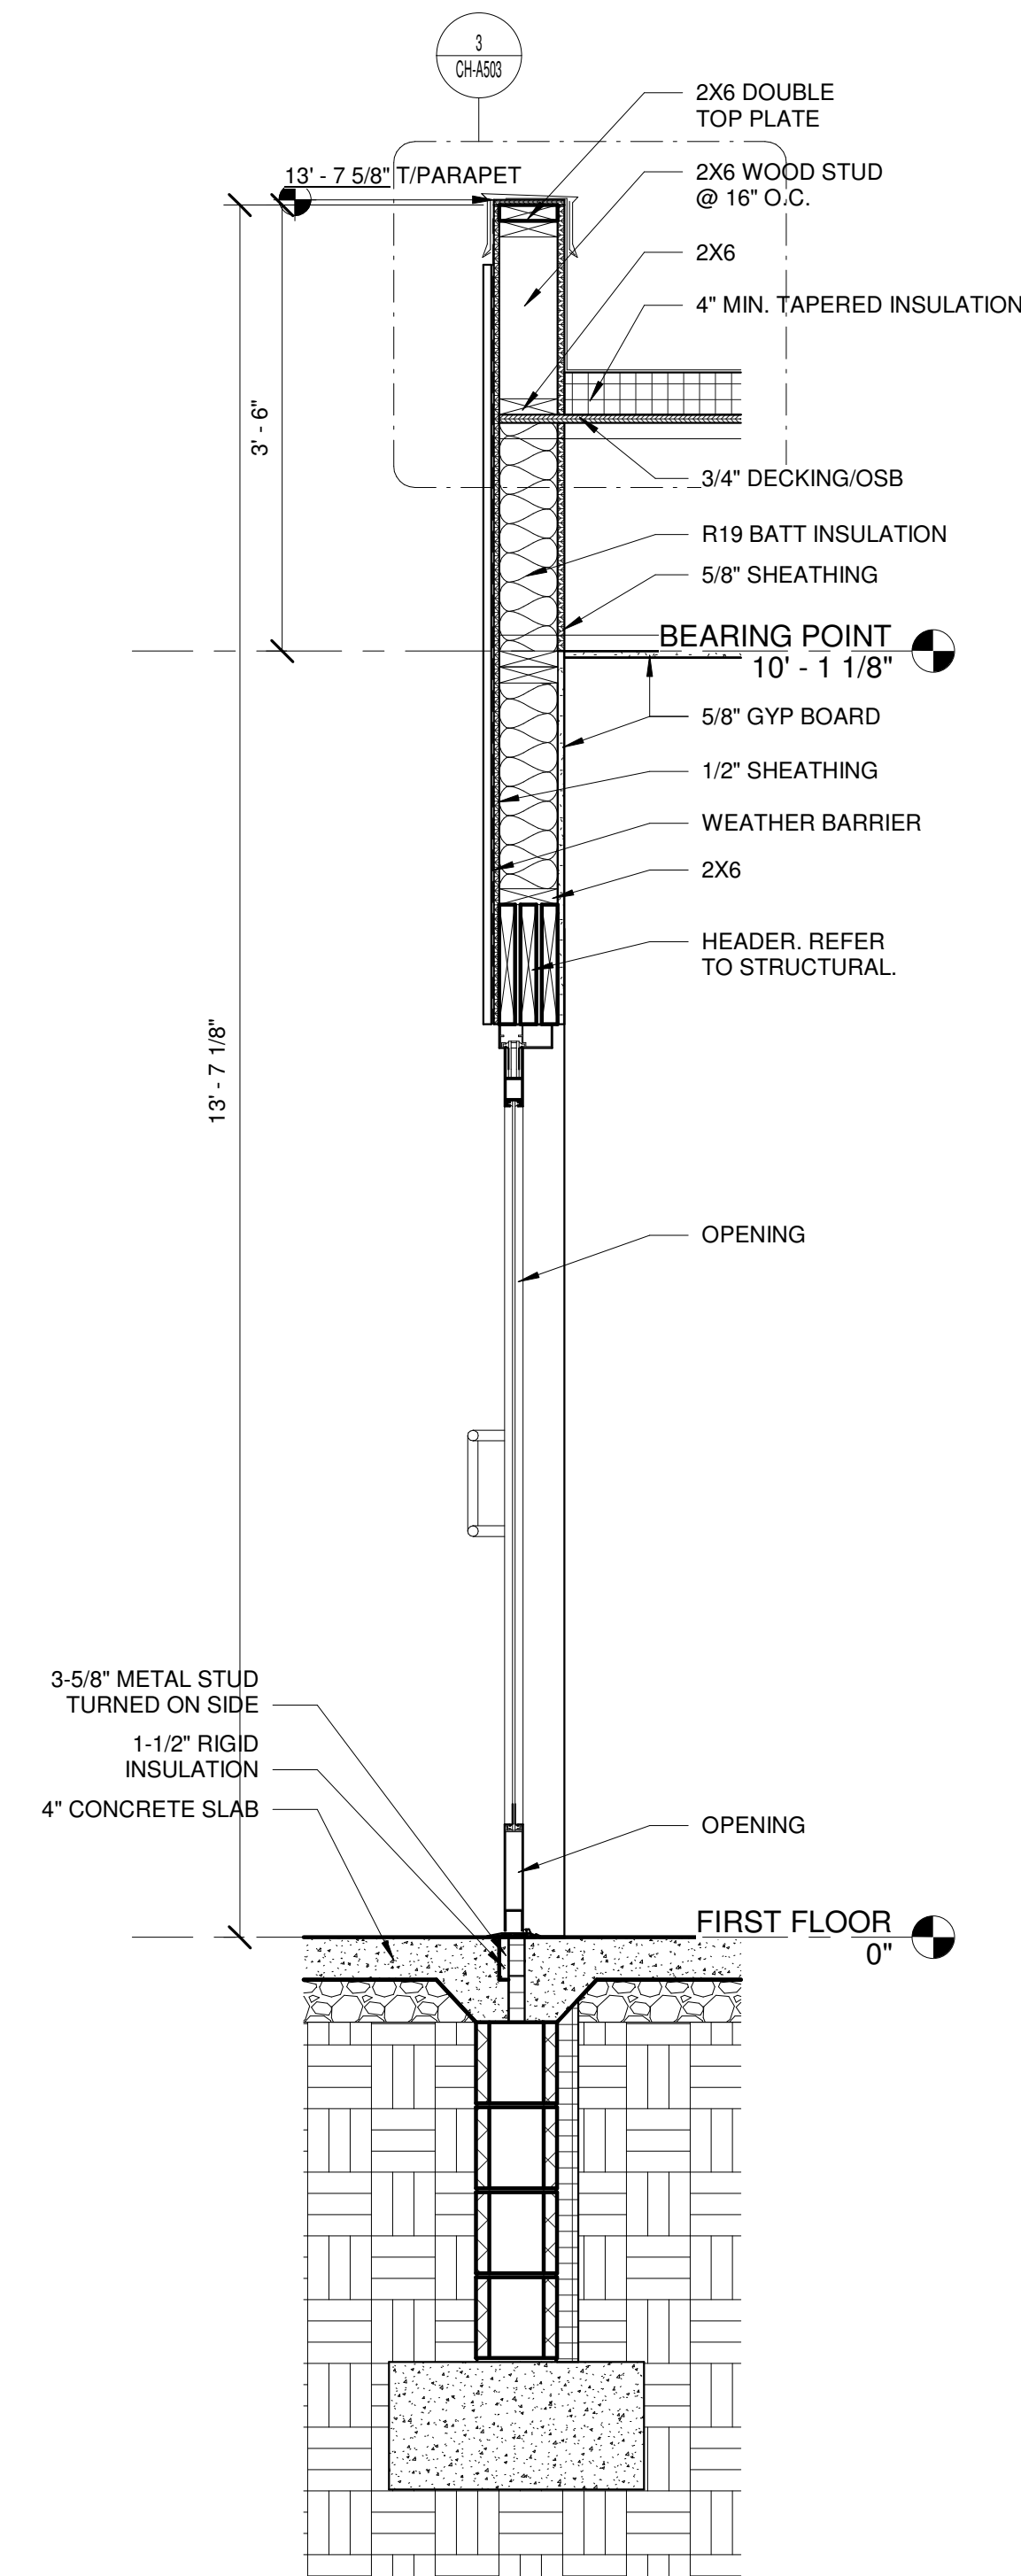 3
CH-A503
2X6 DOUBLE
TOP PLATE
13' - 7 5/8" T/PARAPET
2X6 WOOD STUD
@ 16" O.C.
2X6
4" MIN. TAPERED INSULATION
3' - 6"
3/4" DECKING/OSB
R19 BATT INSULATION
5/8" SHEATHING
BEARING POINT
10' - 1 1/8"
5/8" GYP BOARD
1/2" SHEATHING
WEATHER BARRIER
2X6
HEADER. REFER
TO STRUCTURAL.
13' - 7 1/8"
OPENING
3-5/8" METAL STUD
TURNED ON SIDE
1-1/2" RIGID
INSULATION
4" CONCRETE SLAB
OPENING
FIRST FLOOR
0"